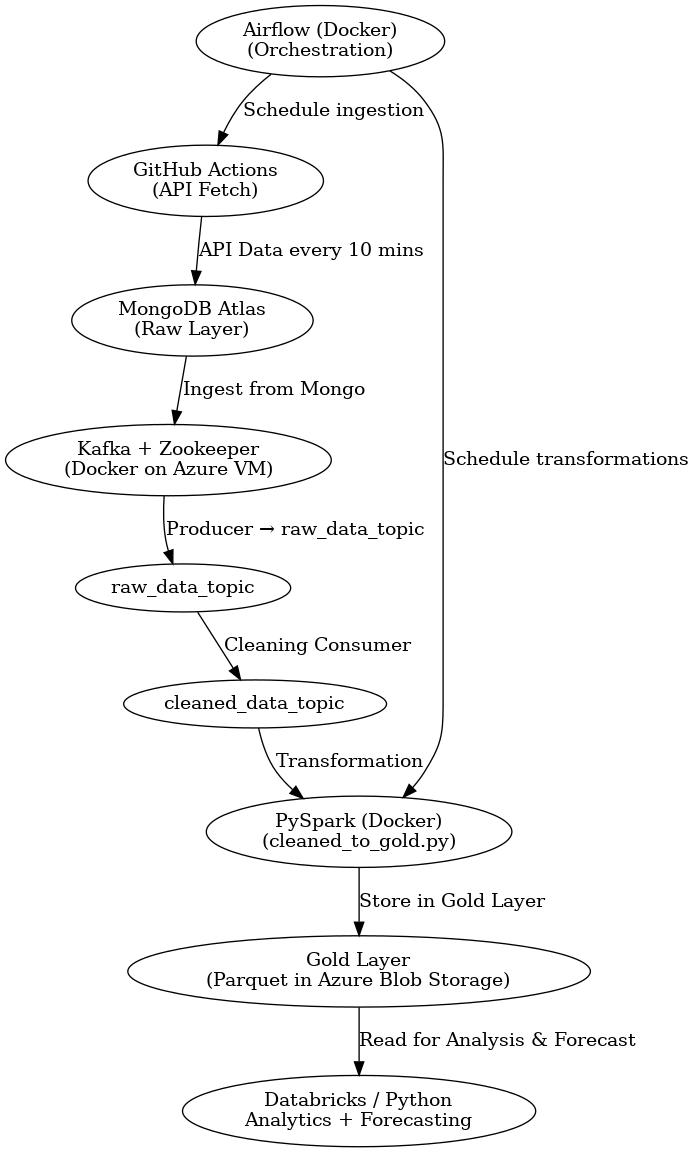 Airflow (Docker)
(Orchestration)
Schedule ingestion
GitHub Actions
(API Fetch)
API Data every 10 mins
MongoDB Atlas
(Raw Layer)
Ingest from Mongo
Kafka + Zookeeper
(Docker on Azure VM)
Schedule transformations
Producer → raw_data_topic
raw_data_topic
Cleaning Consumer
cleaned_data_topic
Transformation
PySpark (Docker)
(cleaned_to_gold.py)
Store in Gold Layer
Gold Layer
(Parquet in Azure Blob Storage)
Read for Analysis & Forecast
Databricks / Python
Analytics + Forecasting